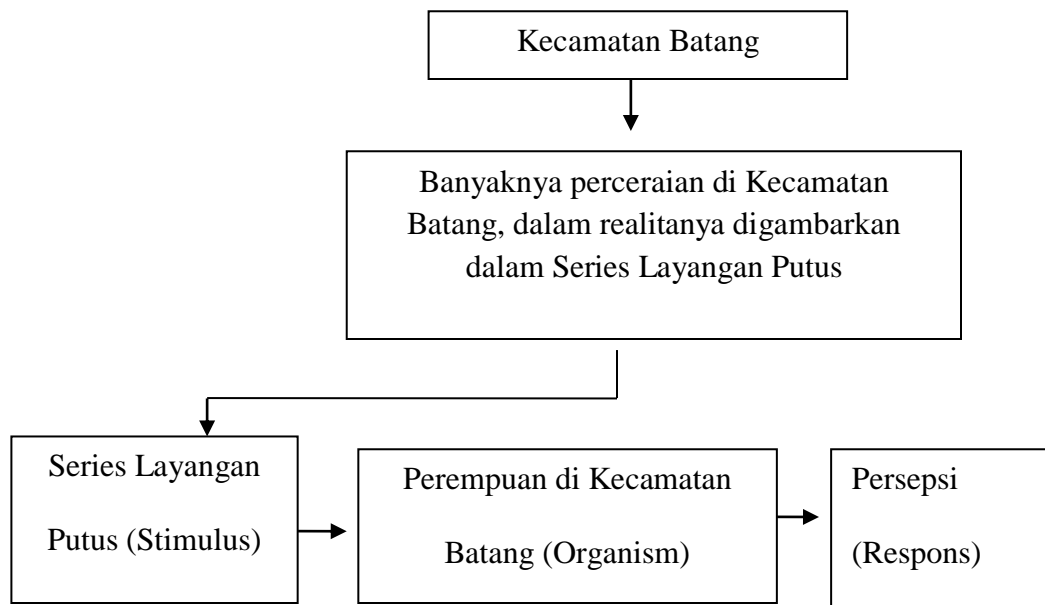 Kecamatan Batang
Banyaknya perceraian di Kecamatan
Batang, dalam realitanya digambarkan
dalam Series Layangan Putus
Series Layangan
Putus (Stimulus)
Perempuan di Kecamatan
Batang (Organism)
Persepsi
(Respons)